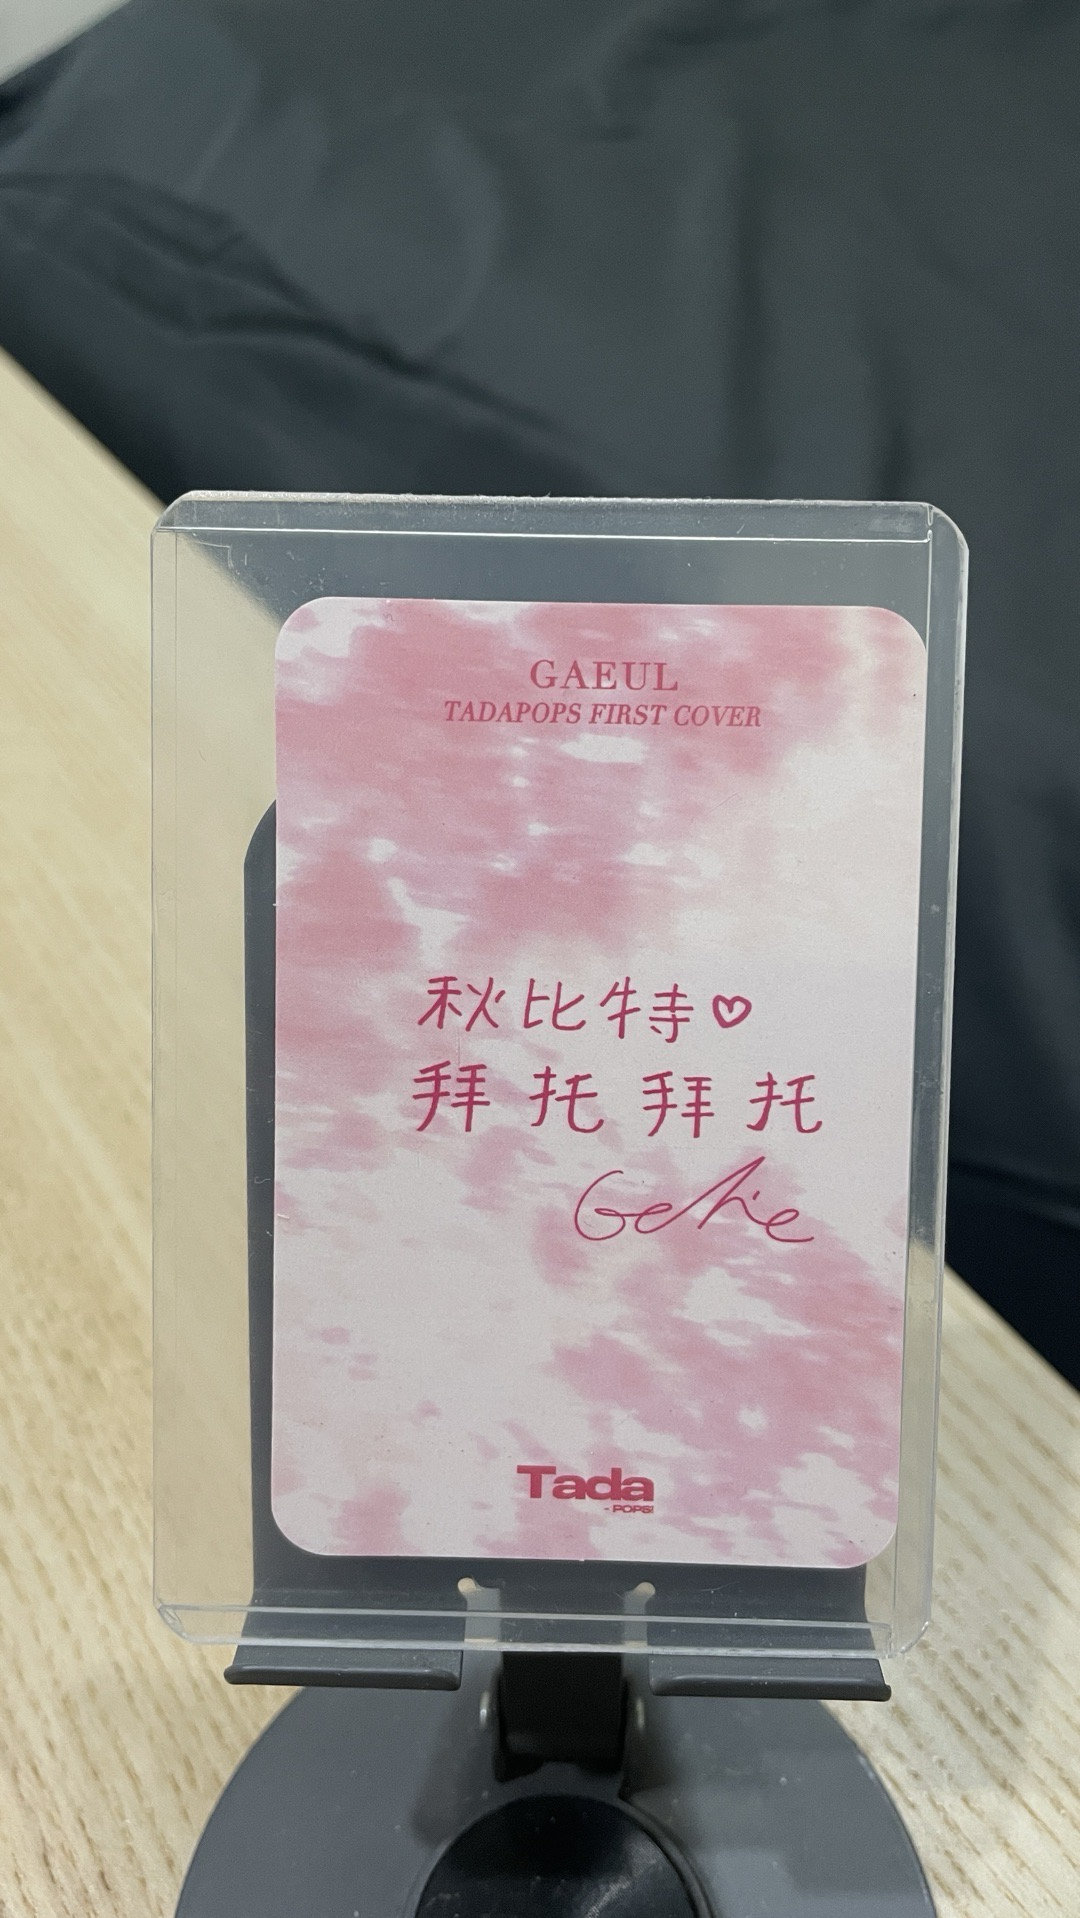 GAEUL
TADAPOPS FIRST COVER
秋比特♡
拜托拜托
Tada
-POPS!